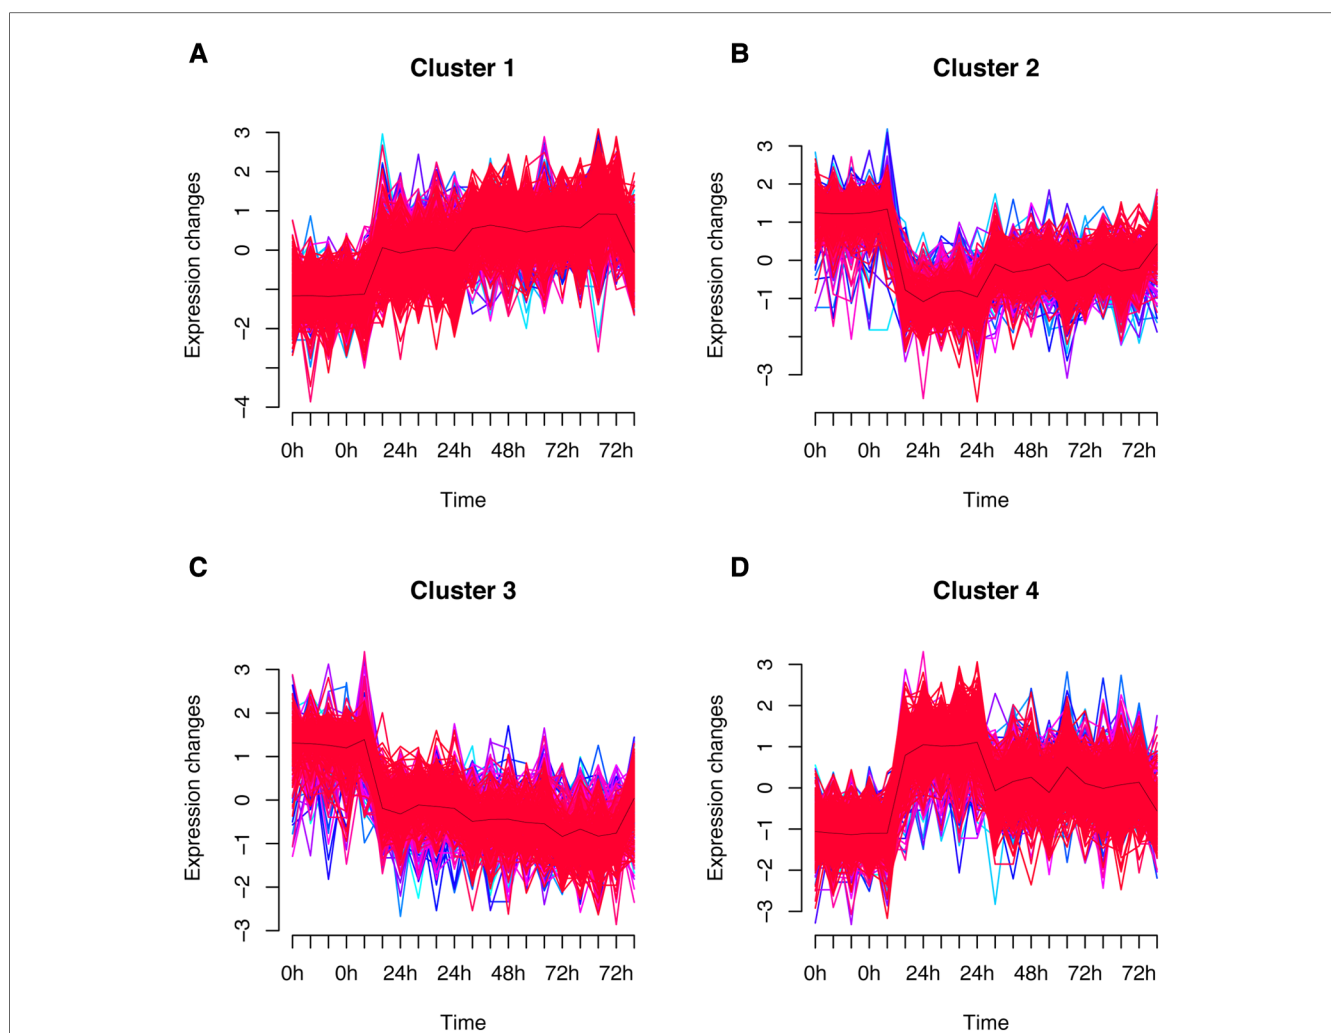 A
Cluster 1
Expression changes
3
2
1
0
−2
−4
0h 0h 24h 24h 48h 72h 72h
Time
B
Cluster 2
Expression changes
3
2
1
0
−1
−3
0h 0h 24h 24h 48h 72h 72h
Time
C
Cluster 3
Expression changes
3
2
1
0
−1
−2
−3
0h 0h 24h 24h 48h 72h 72h
Time
D
Cluster 4
Expression changes
3
2
1
0
−1
−2
−3
0h 0h 24h 24h 48h 72h 72h
Time